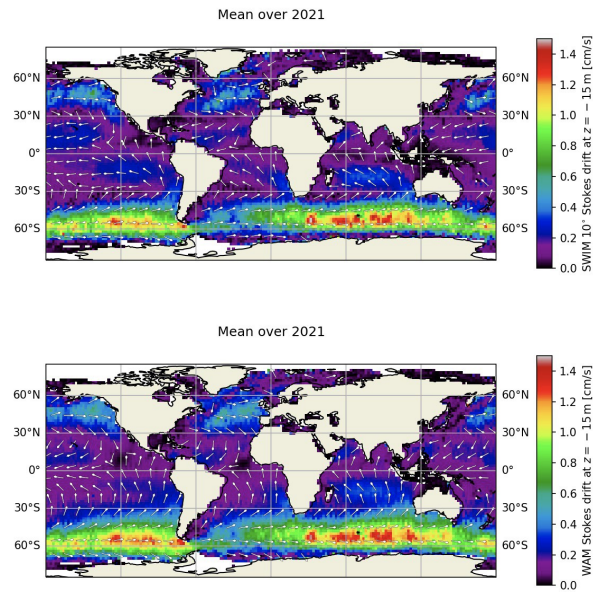 Mean over 2021
60°N
30°N
0°
30°S
60°S
60°N
30°N
0°
30°S
60°S
1.4
1.2
1.0
0.8
0.6
0.4
0.2
0.0
Stokes drift at z = −15 m [cm/s]
Mean over 2021
60°N
30°N
0°
30°S
60°S
60°N
30°N
0°
30°S
60°S
1.4
1.2
1.0
0.8
0.6
0.4
0.2
0.0
WAM Stokes drift at z = −15 m [cm/s]